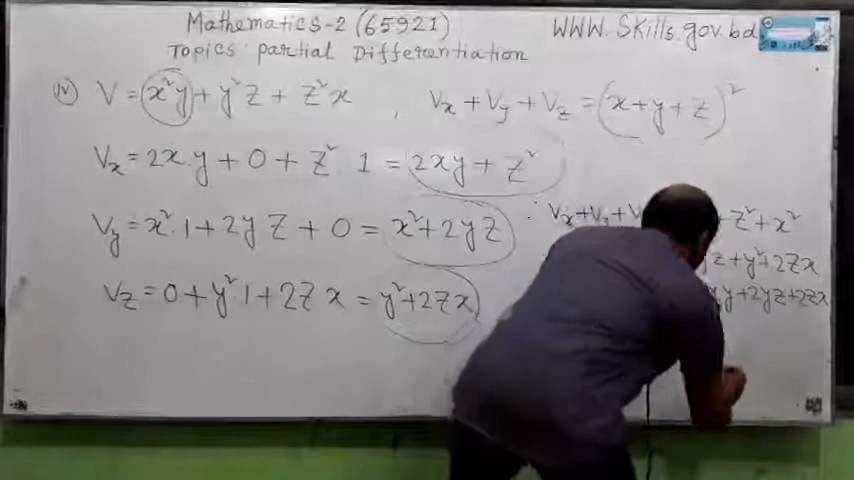 Mathematics-2 (65921) WWW.Skills.gov.bd
Topics: partial Differentiation
(iv) V = x²y + y²z + z²x , Vx + Vy + Vz = (x+y+z)²
Vx = 2x.y + 0 + z².1 = 2xy + z²
Vx+Vy+V + z² + x²
Vy = x².1 + 2yz + 0 = x² + 2yz
z + y² + 2zx
Vz = 0 + y².1 + 2zx = y² + 2zx
y + 2yz + 2zx